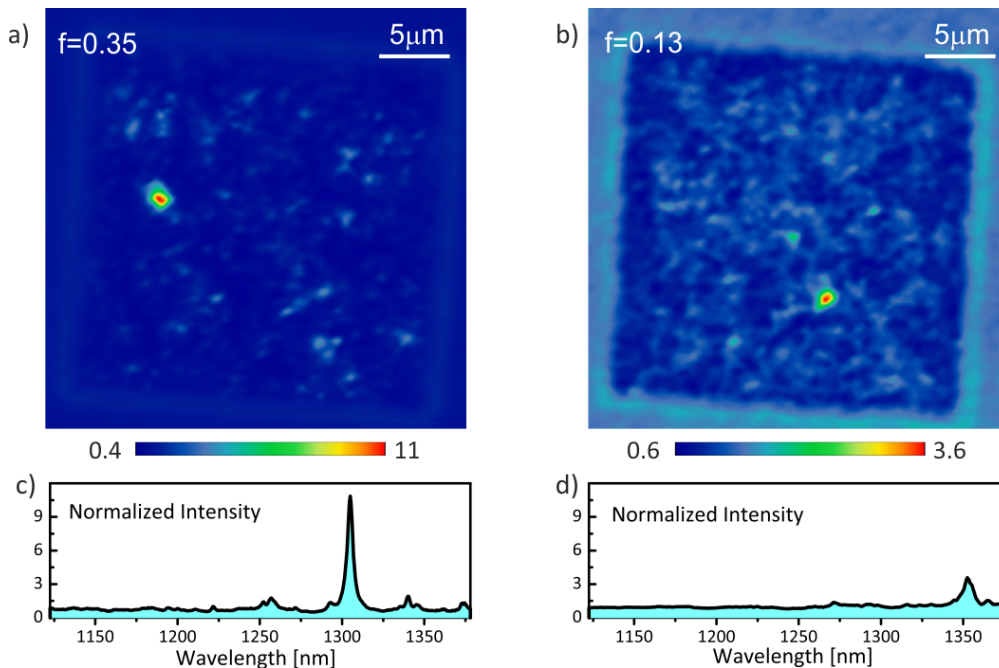 a)
f=0.35
5μm
b)
f=0.13
5μm
0.4
11
0.6
3.6
c)
Normalized Intensity
9
6
3
0
1150
1200
1250
1300
1350
Wavelength [nm]
d)
Normalized Intensity
9
6
3
0
1150
1200
1250
1300
1350
Wavelength [nm]